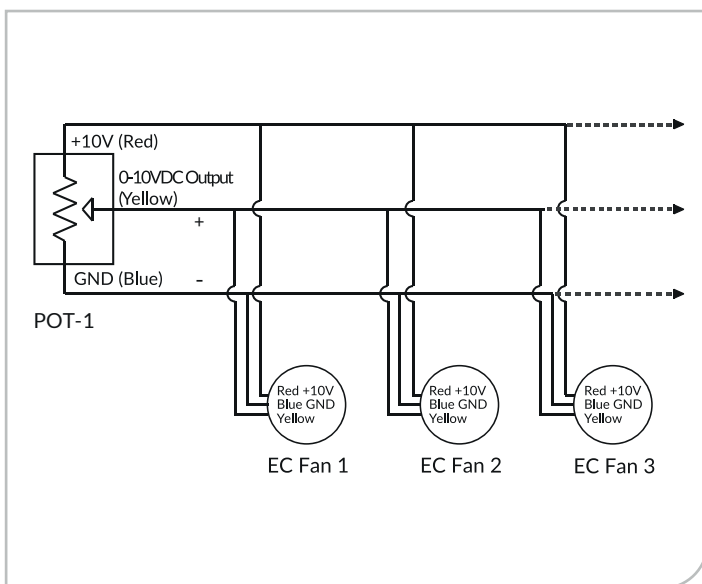 +10V (Red)
0-10VDC Output
(Yellow)
+
GND (Blue) -
POT-1
Red +10V
Blue GND
Yellow
EC Fan 1
Red +10V
Blue GND
Yellow
EC Fan 2
Red +10V
Blue GND
Yellow
EC Fan 3